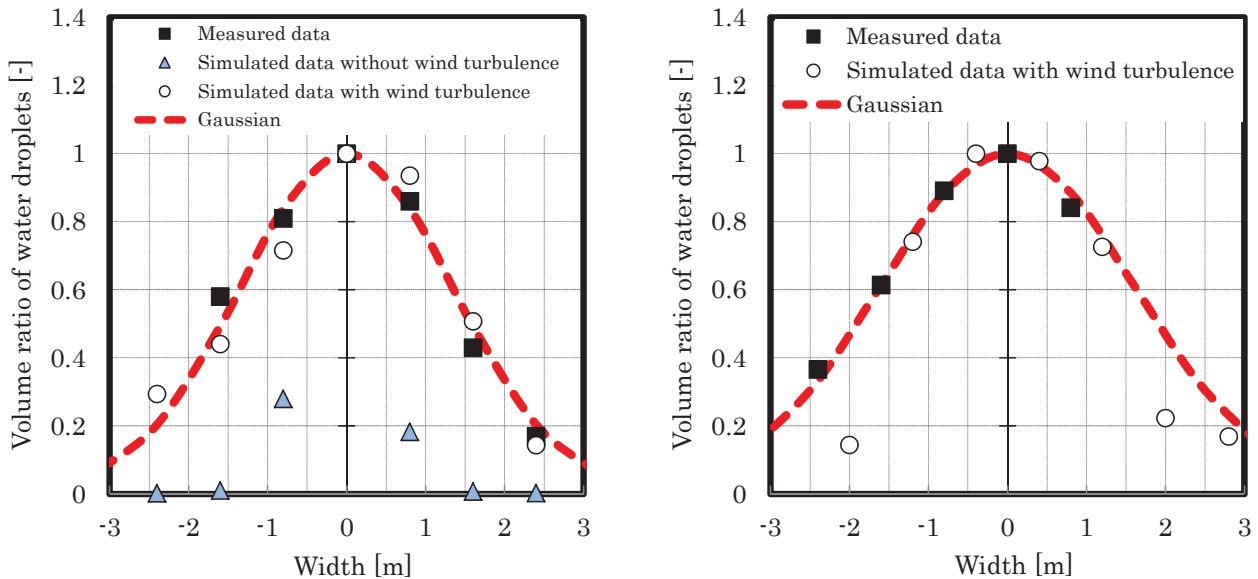 Volume ratio of water droplets [-]
1.4
1.2
1
0.8
0.6
0.4
0.2
0
Measured data
Simulated data without wind turbulence
Simulated data with wind turbulence
Gaussian
-3 -2 -1 0 1 2 3
Width [m]
Volume ratio of water droplets [-]
1.4
1.2
1
0.8
0.6
0.4
0.2
0
Measured data
Simulated data with wind turbulence
Gaussian
-3 -2 -1 0 1 2 3
Width [m]